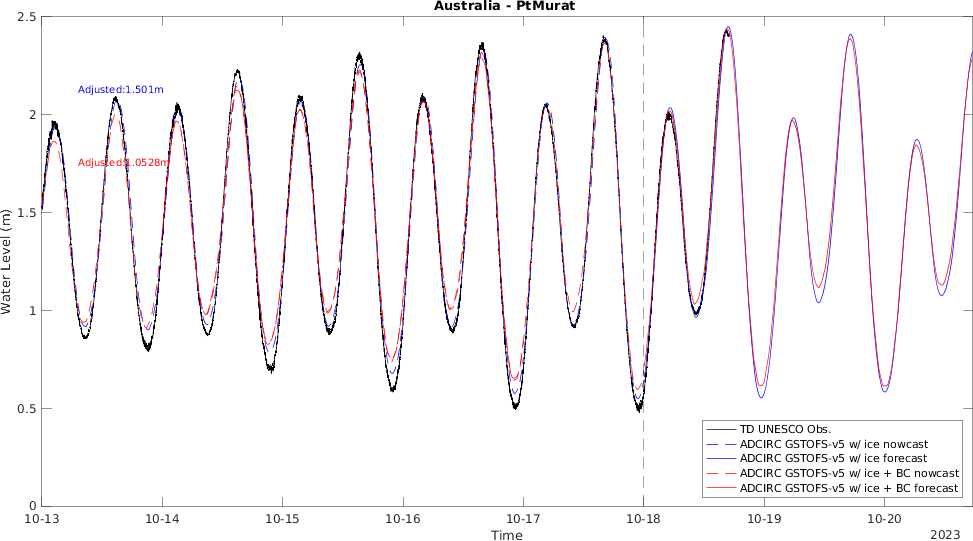 Australia - PtMurat
2.5
2
1.5
1
0.5
0
Water Level (m)
Adjusted:1.501m
Adjusted:1.0528m
TD UNESCO Obs.
ADCIRC GSTOFS-v5 w/ ice nowcast
ADCIRC GSTOFS-v5 w/ ice forecast
ADCIRC GSTOFS-v5 w/ ice + BC nowcast
ADCIRC GSTOFS-v5 w/ ice + BC forecast
10-13 10-14 10-15 10-16 10-17 10-18 10-19 10-20
Time
2023